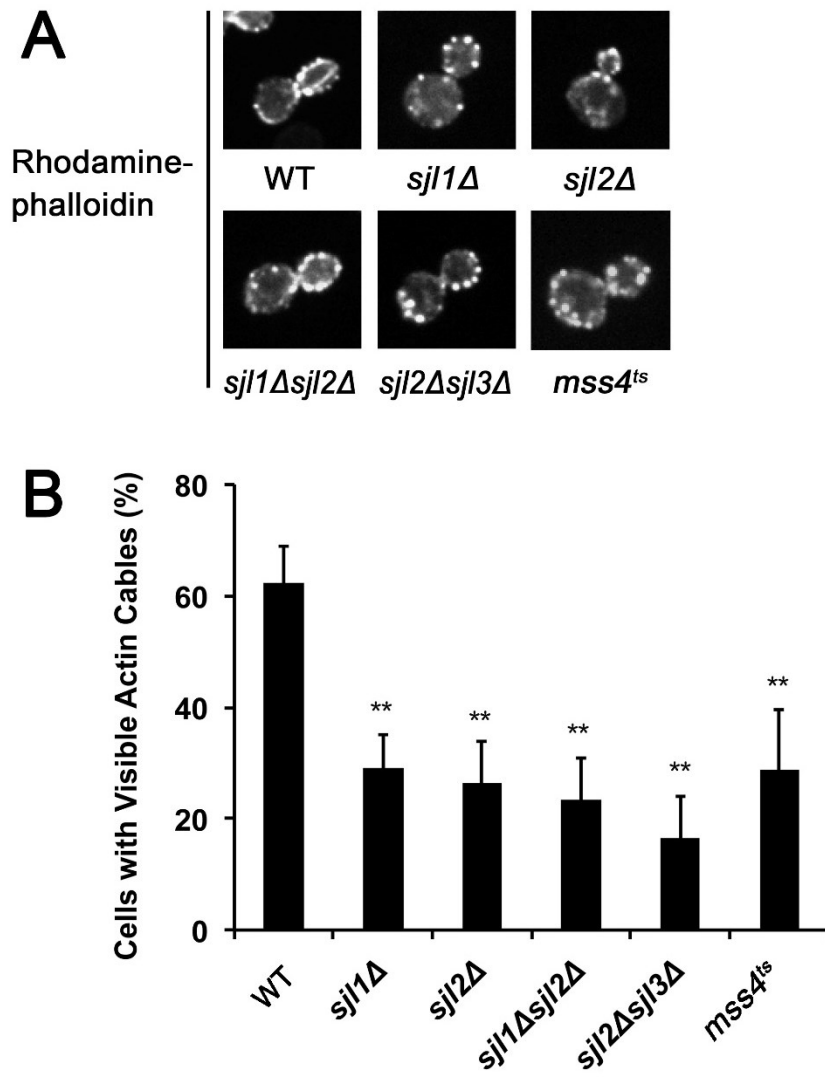 A
Rhodamine-
phalloidin
WT
sjl1Δ
sjl2Δ
sjl1Δsjl2Δ
sjl2Δsjl3Δ
mss4ts
B
Cells with Visible Actin Cables (%)
80
60
40
20
0
**
**
**
**
**
WT
sjl1Δ
sjl2Δ
sjl1Δsjl2Δ
sjl2Δsjl3Δ
mss4ts